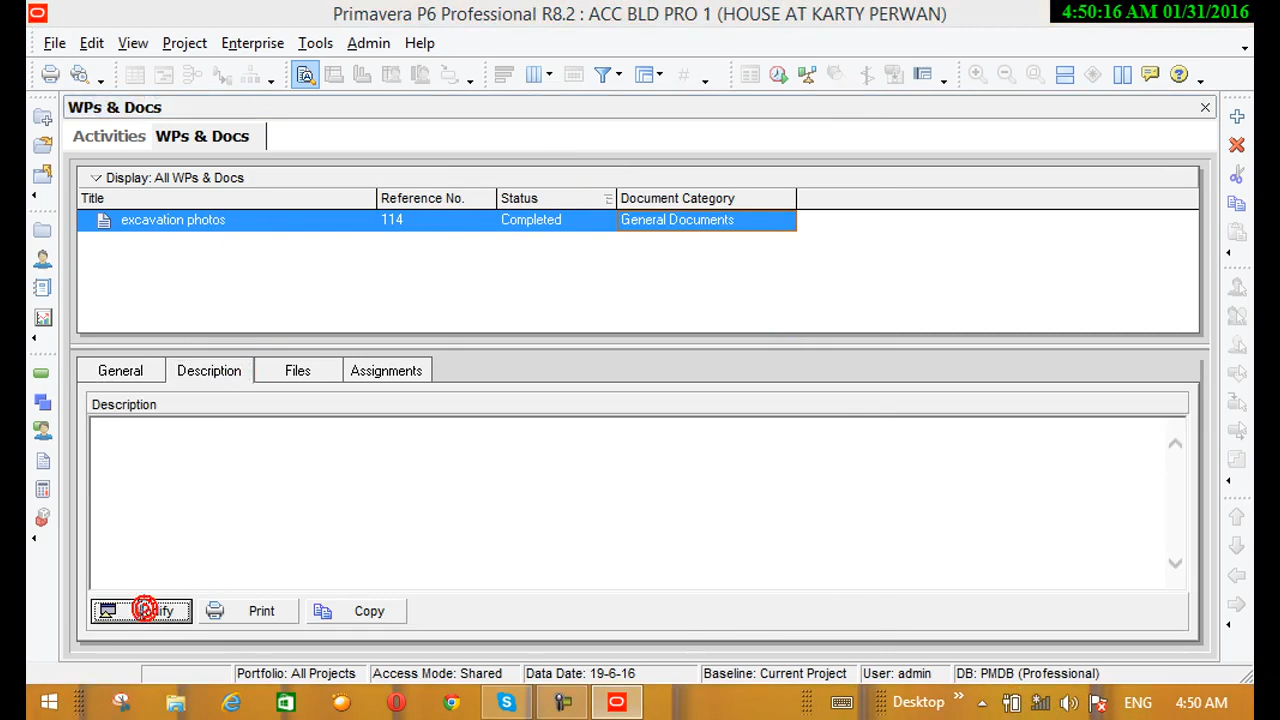 Primavera P6 Professional R8.2 : ACC BLD PRO 1 (HOUSE AT KARTY PERWAN)
4:50:16 AM 01/31/2016
File Edit View Project Enterprise Tools Admin Help
WPs & Docs
Activities WPs & Docs
Display: All WPs & Docs
Title Reference No. Status Document Category
excavation photos 114 Completed General Documents
General Description Files Assignments
Description
Print Copy
Portfolio: All Projects Access Mode: Shared Data Date: 19-6-16 Baseline: Current Project User: admin DB: PMDB (Professional)
Desktop ENG 4:50 AM